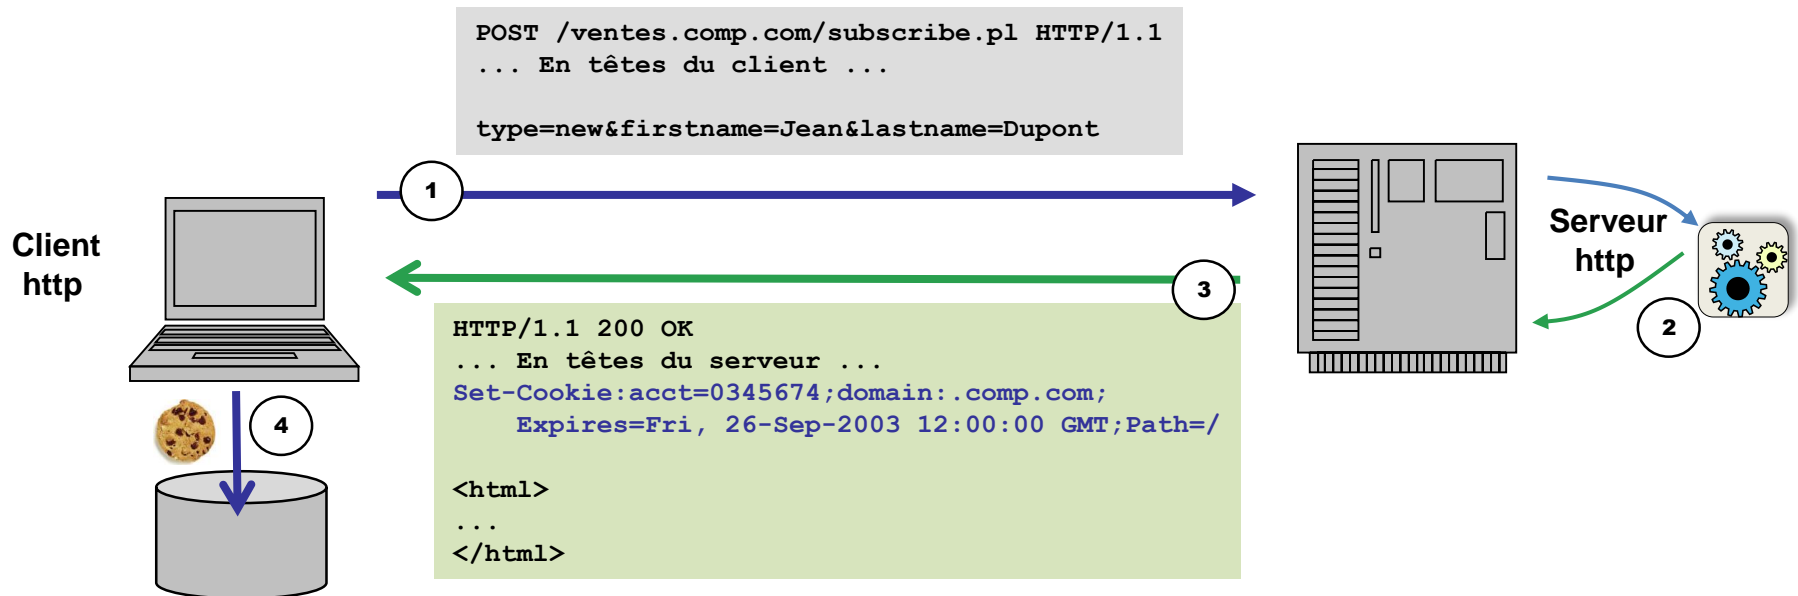 POST /ventes.comp.com/subscribe.pl HTTP/1.1
... En têtes du client ...
type=new&firstname=Jean&lastname=Dupont
1
Client
http
Serveur
http
3
2
HTTP/1.1 200 OK
... En têtes du serveur ...
Set-Cookie:acct=0345674;domain:.comp.com;
Expires=Fri, 26-Sep-2003 12:00:00 GMT;Path=/
4
<html>
...
</html>